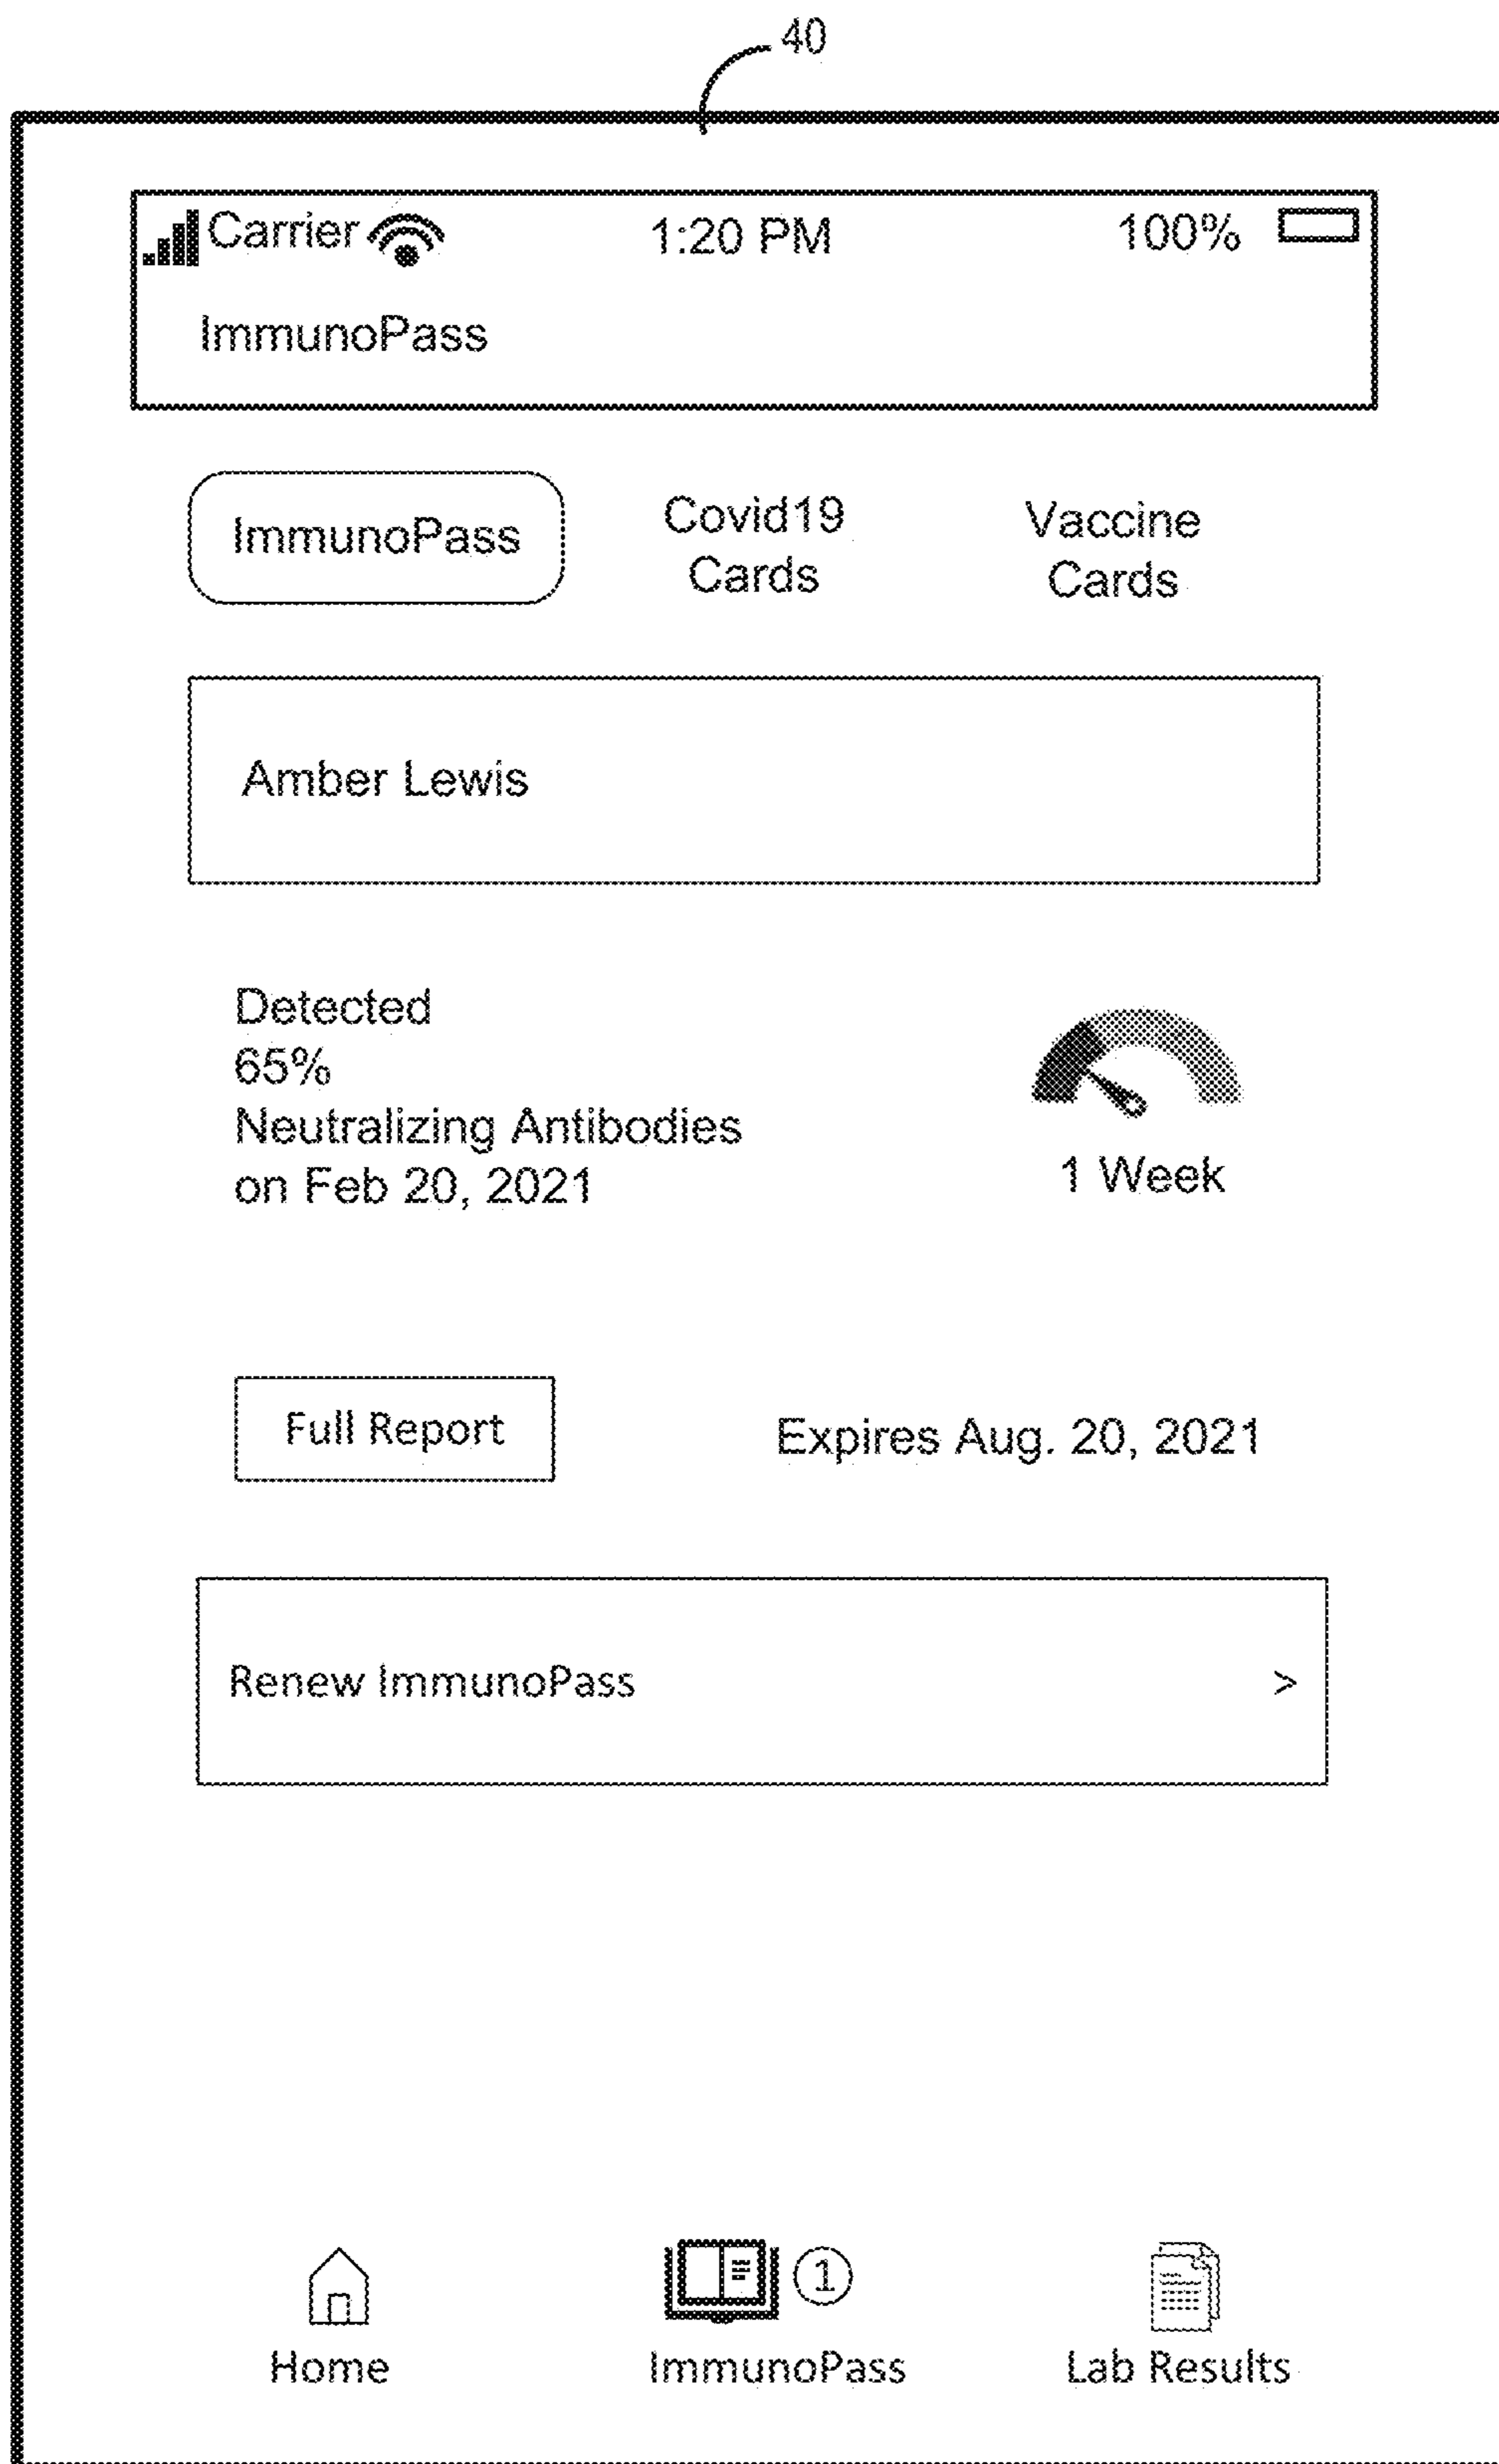 40
Carrier 1:20 PM 100%
ImmunoPass
ImmunoPass
Covid19
Cards
Vaccine
Cards
Amber Lewis
Detected
65%
Neutralizing Antibodies
on Feb 20, 2021
1 Week
Full Report
Expires Aug. 20, 2021
Renew ImmunoPass >
1
Home
ImmunoPass
Lab Results